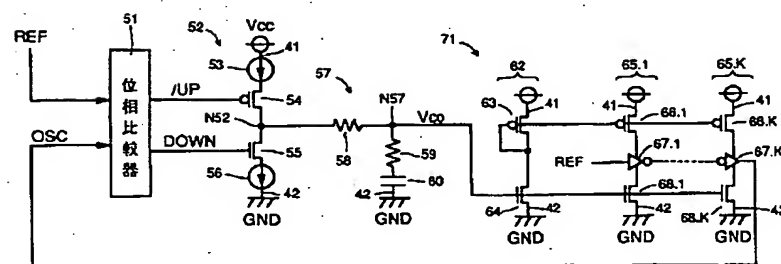 51
52
Vcc
41
REF
53
/UP
54
57
71
62
65.1
65.K
63
41
41
66.1
41
68.K
位相比較器
N52
N57
Vco
58
59
67.1
REF
67.K
OSC
DOWN
55
56
42
GND
60
42
GND
64
42
GND
68.1
42
GND
68.K
42
GND